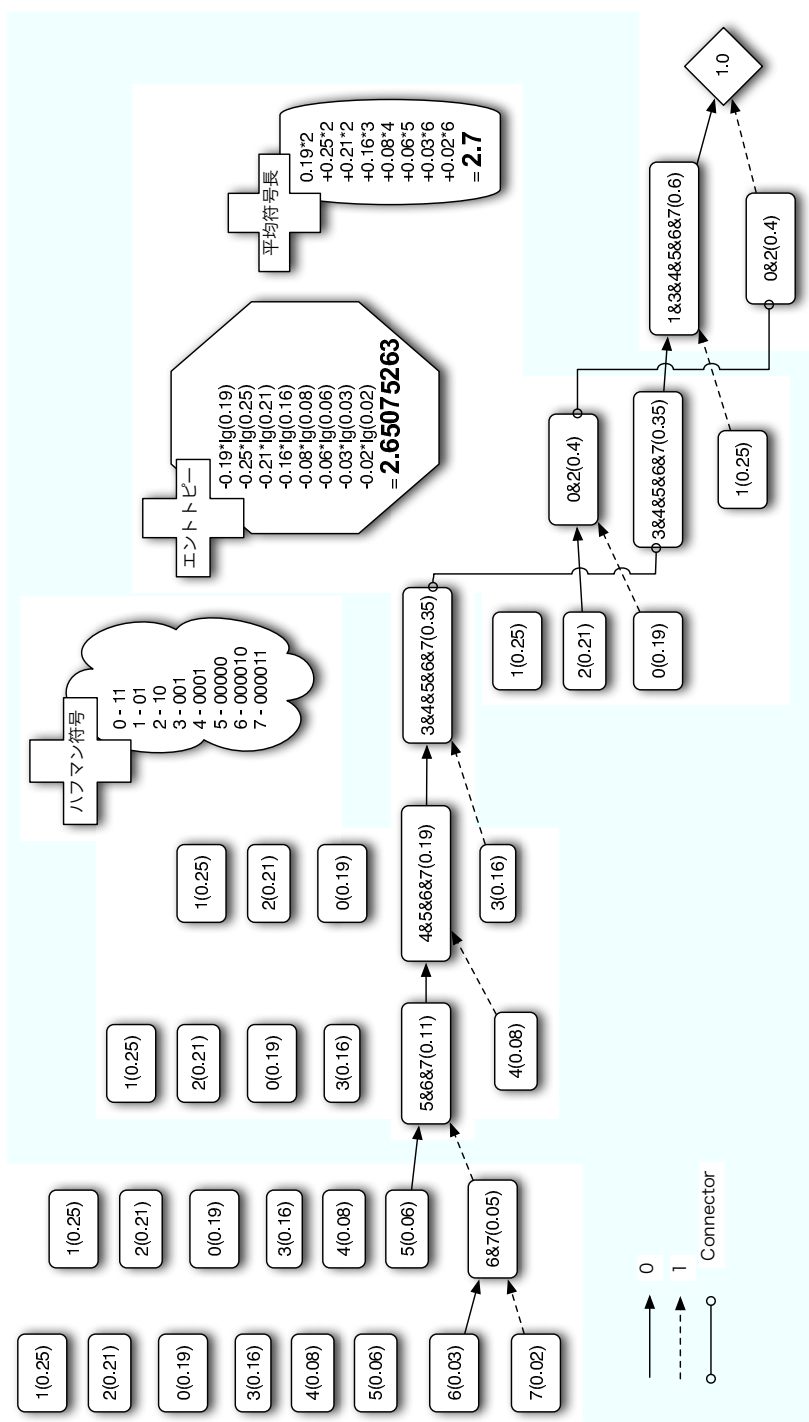 ハフマン符号
0 - 11
1 - 01
2 - 10
3 - 001
4 - 0001
5 - 00000
6 - 000010
7 - 000011
エントトピー
-0.19*lg(0.19)
-0.25*lg(0.25)
-0.21*lg(0.21)
-0.16*lg(0.16)
-0.08*lg(0.08)
-0.06*lg(0.06)
-0.03*lg(0.03)
-0.02*lg(0.02)
= 2.65075263
平均符号長
0.19*2
+0.25*2
+0.21*2
+0.16*3
+0.08*4
+0.06*5
+0.03*6
+0.02*6
= 2.7
1(0.25)
2(0.21)
0(0.19)
3(0.16)
4(0.08)
5(0.06)
6(0.03)
7(0.02)
1(0.25)
2(0.21)
0(0.19)
3(0.16)
4(0.08)
5(0.06)
6&7(0.05)
1(0.25)
2(0.21)
0(0.19)
3(0.16)
5&6&7(0.11)
4(0.08)
1(0.25)
2(0.21)
0(0.19)
4&5&6&7(0.19)
3(0.16)
3&4&5&6&7(0.35)
1(0.25)
2(0.21)
0(0.19)
0&2(0.4)
3&4&5&6&7(0.35)
1(0.25)
1&3&4&5&6&7(0.6)
0&2(0.4)
1.0
0
1
Connector